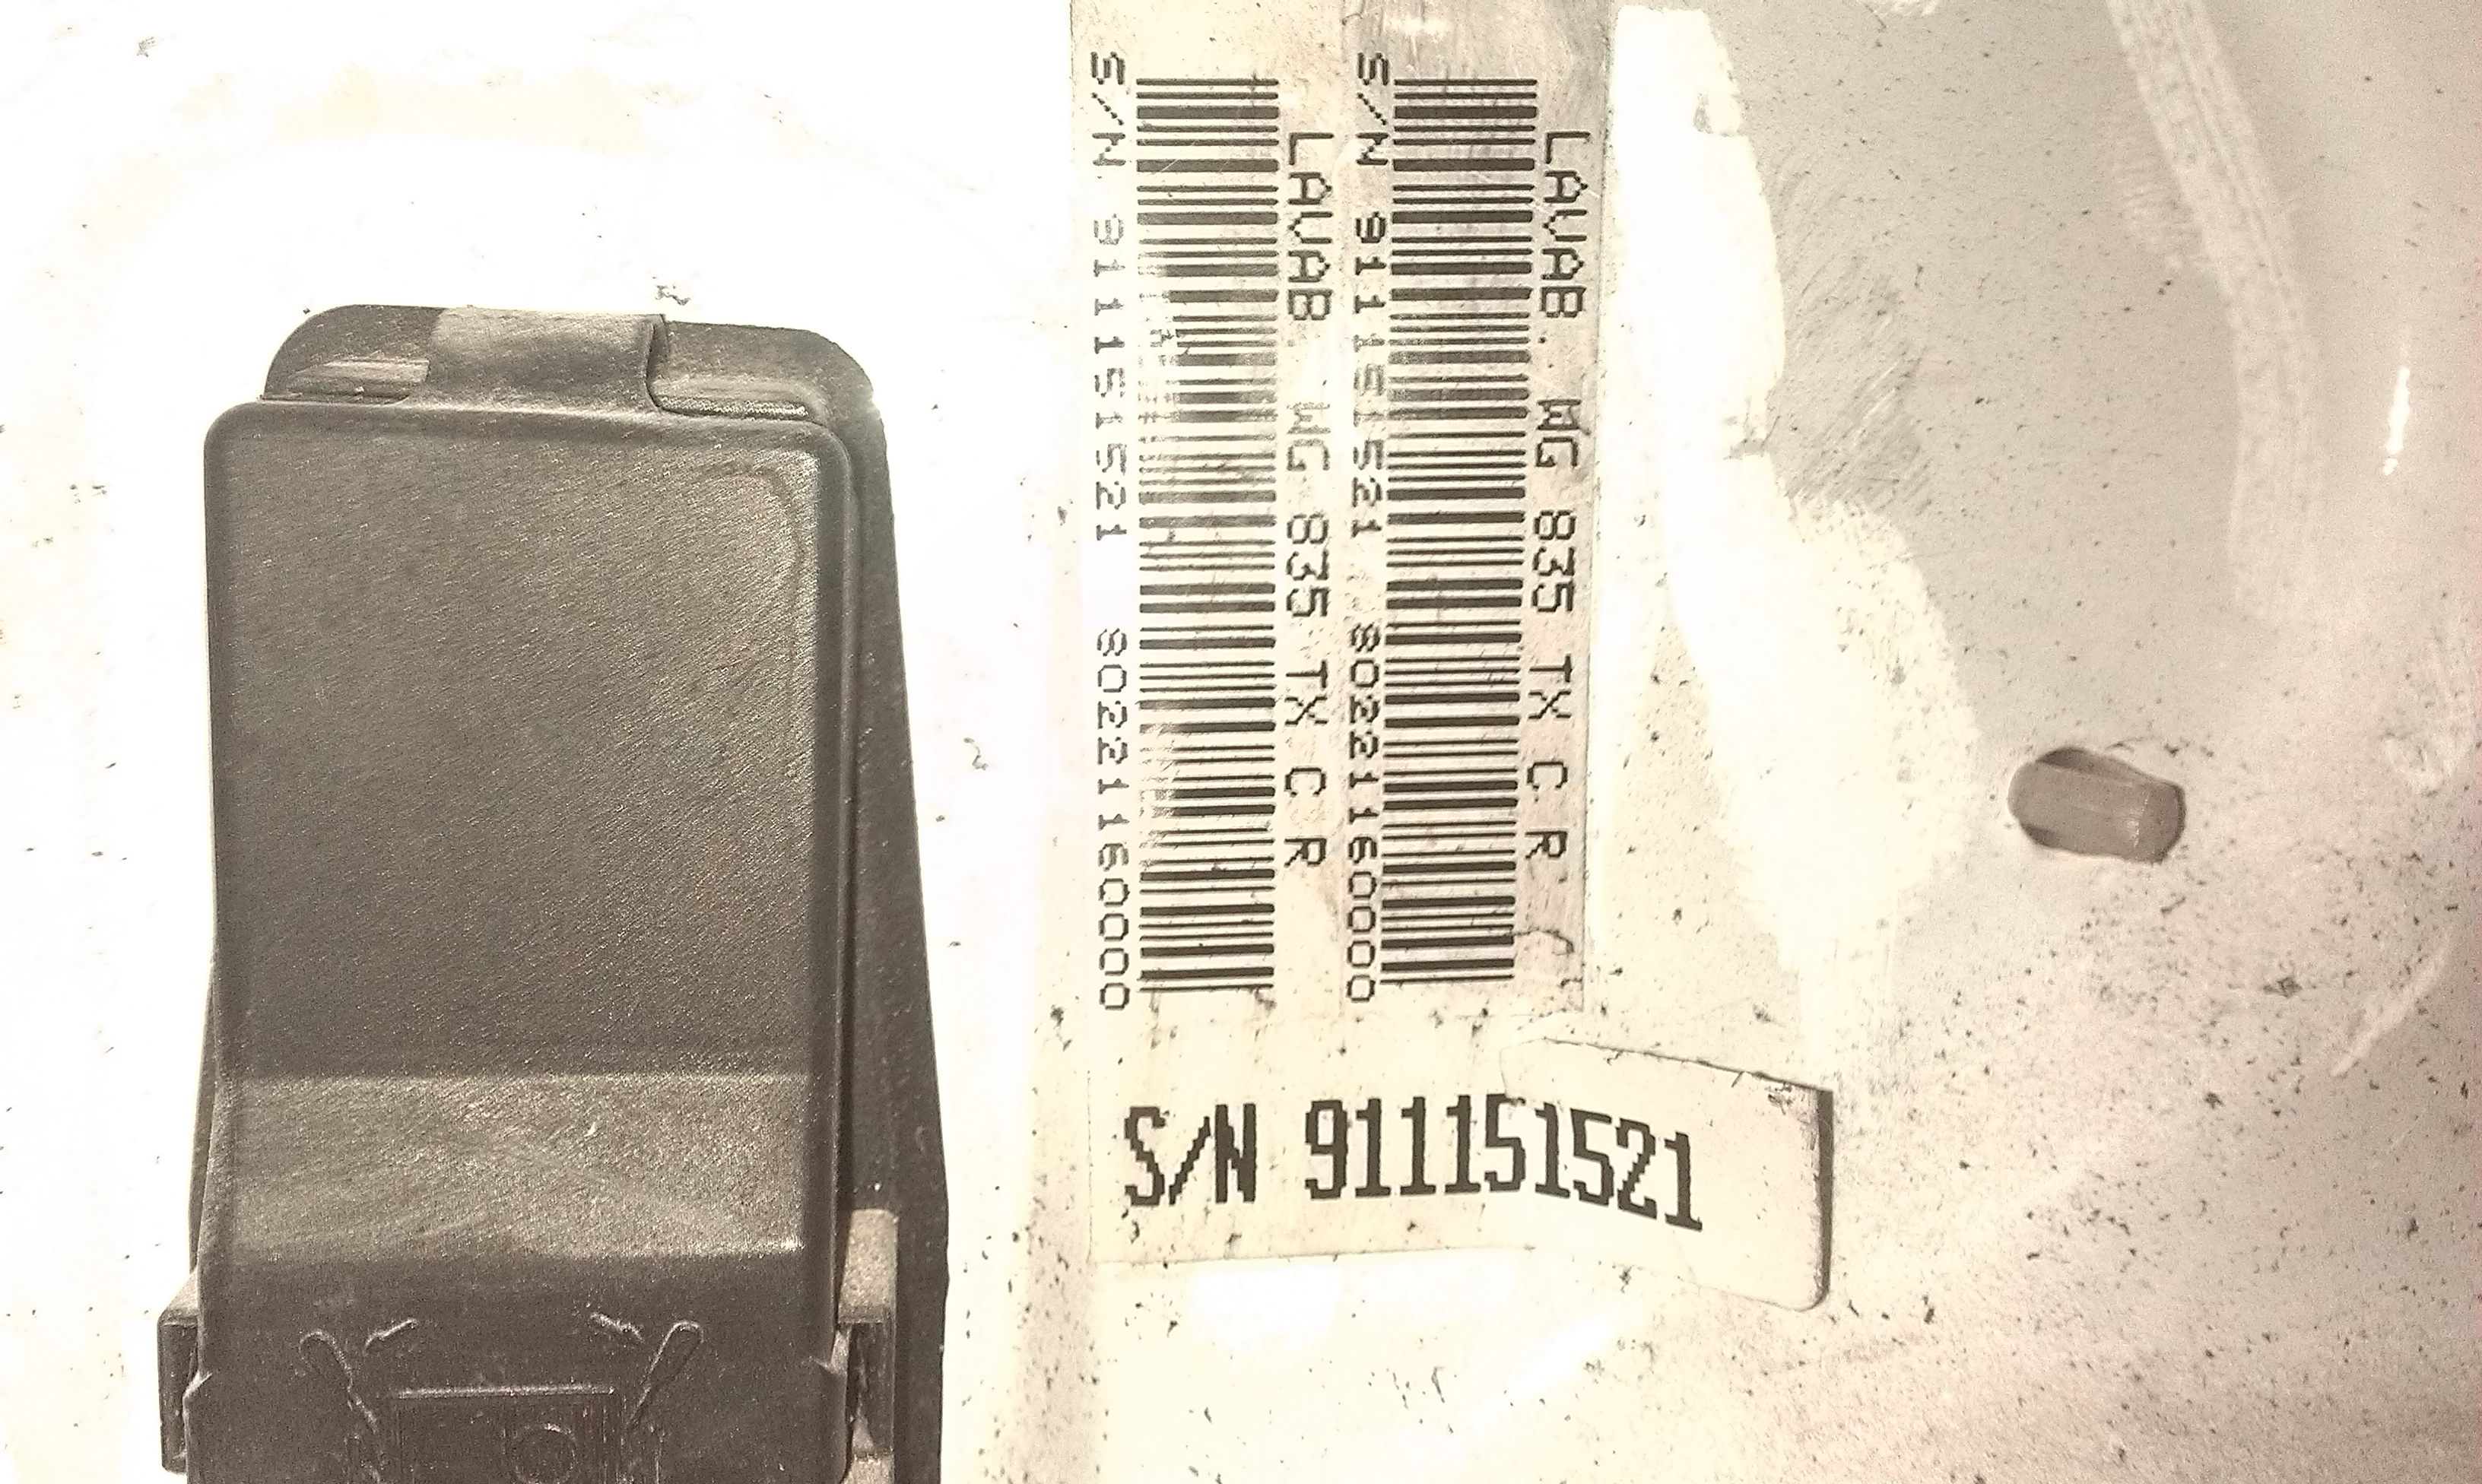 LAVAB. WG 835 TX C R
S/N 911151521 80221160000
LAVAB. WG 835 TX C R
S/N 911151521 80221160000
S/N 911151521